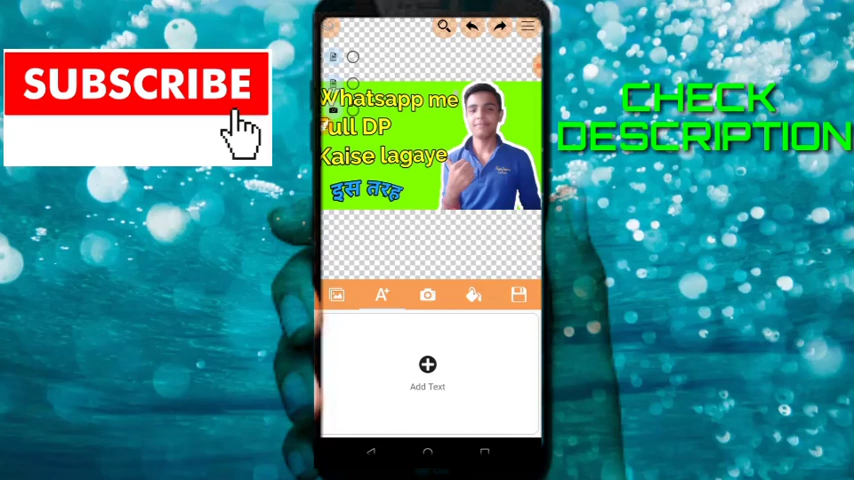 SUBSCRIBE
Whatsapp me
Full DP
Kaise lagaye
इस तरह
CHECK
DESCRIPTION
A+
Add Text